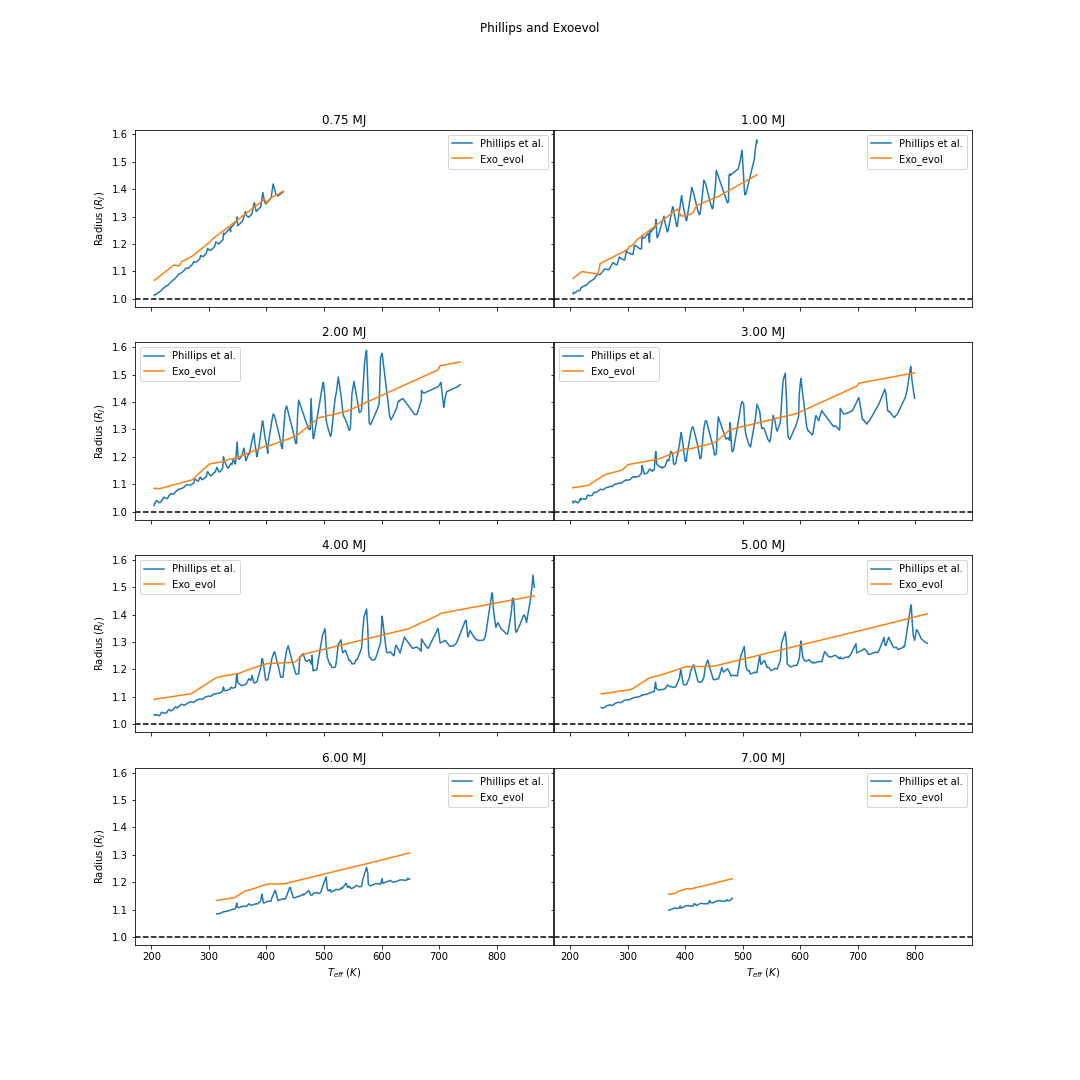 Phillips and Exoevol
0.75 MJ
1.00 MJ
1.6
1.5
1.4
1.3
1.2
1.1
1.0
Radius (R_J)
Phillips et al.
Exo_evol
Phillips et al.
Exo_evol
2.00 MJ
3.00 MJ
1.6
1.5
1.4
1.3
1.2
1.1
1.0
Radius (R_J)
Phillips et al.
Exo_evol
Phillips et al.
Exo_evol
4.00 MJ
5.00 MJ
1.6
1.5
1.4
1.3
1.2
1.1
1.0
Radius (R_J)
Phillips et al.
Exo_evol
Phillips et al.
Exo_evol
6.00 MJ
7.00 MJ
1.6
1.5
1.4
1.3
1.2
1.1
1.0
Radius (R_J)
Phillips et al.
Exo_evol
Phillips et al.
Exo_evol
200 300 400 500 600 700 800
200 300 400 500 600 700 800
T_eff (K)
T_eff (K)